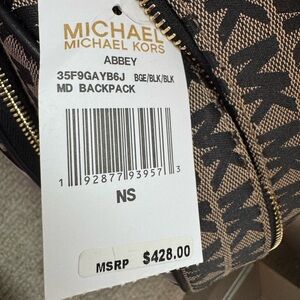 MICHAEL
MICHAEL KORS
ABBEY
35F9GAYB6J BGE/BLK/BLK
MD BACKPACK
1 92877 93957 3
NS
MSRP $428.00